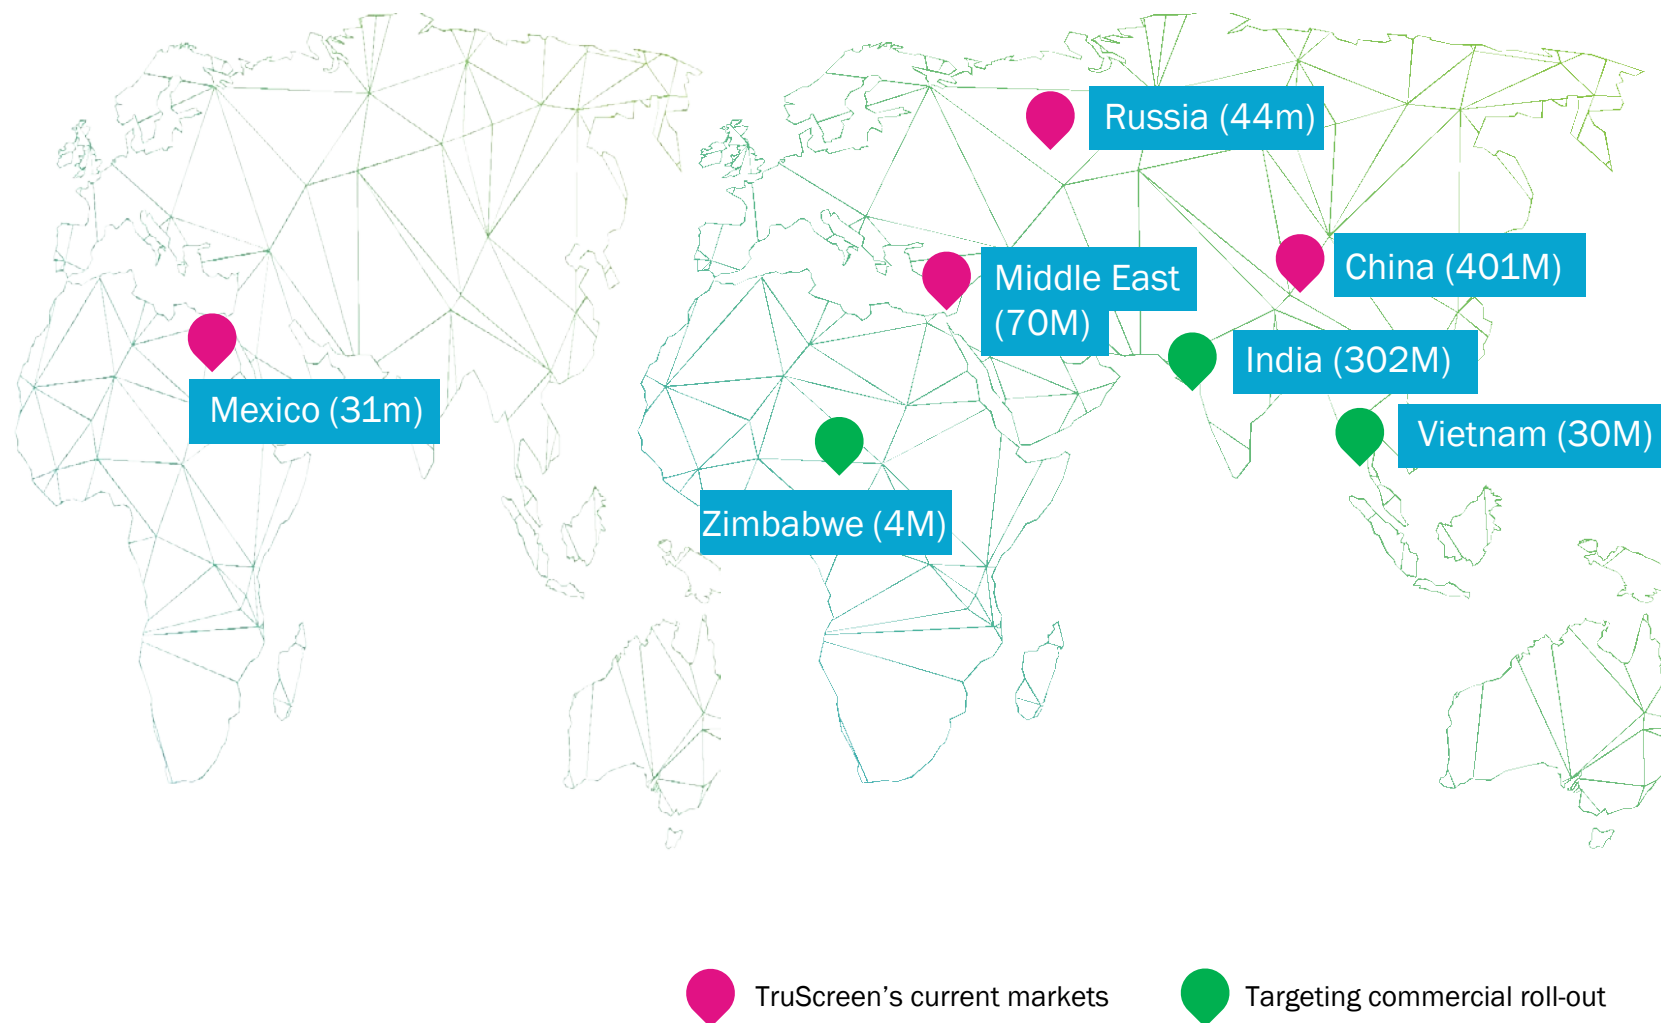 Russia (44m)
Middle East
(70M)
China (401M)
India (302M)
Mexico (31m)
Vietnam (30M)
Zimbabwe (4M)
TruScreen’s current markets
Targeting commercial roll-out